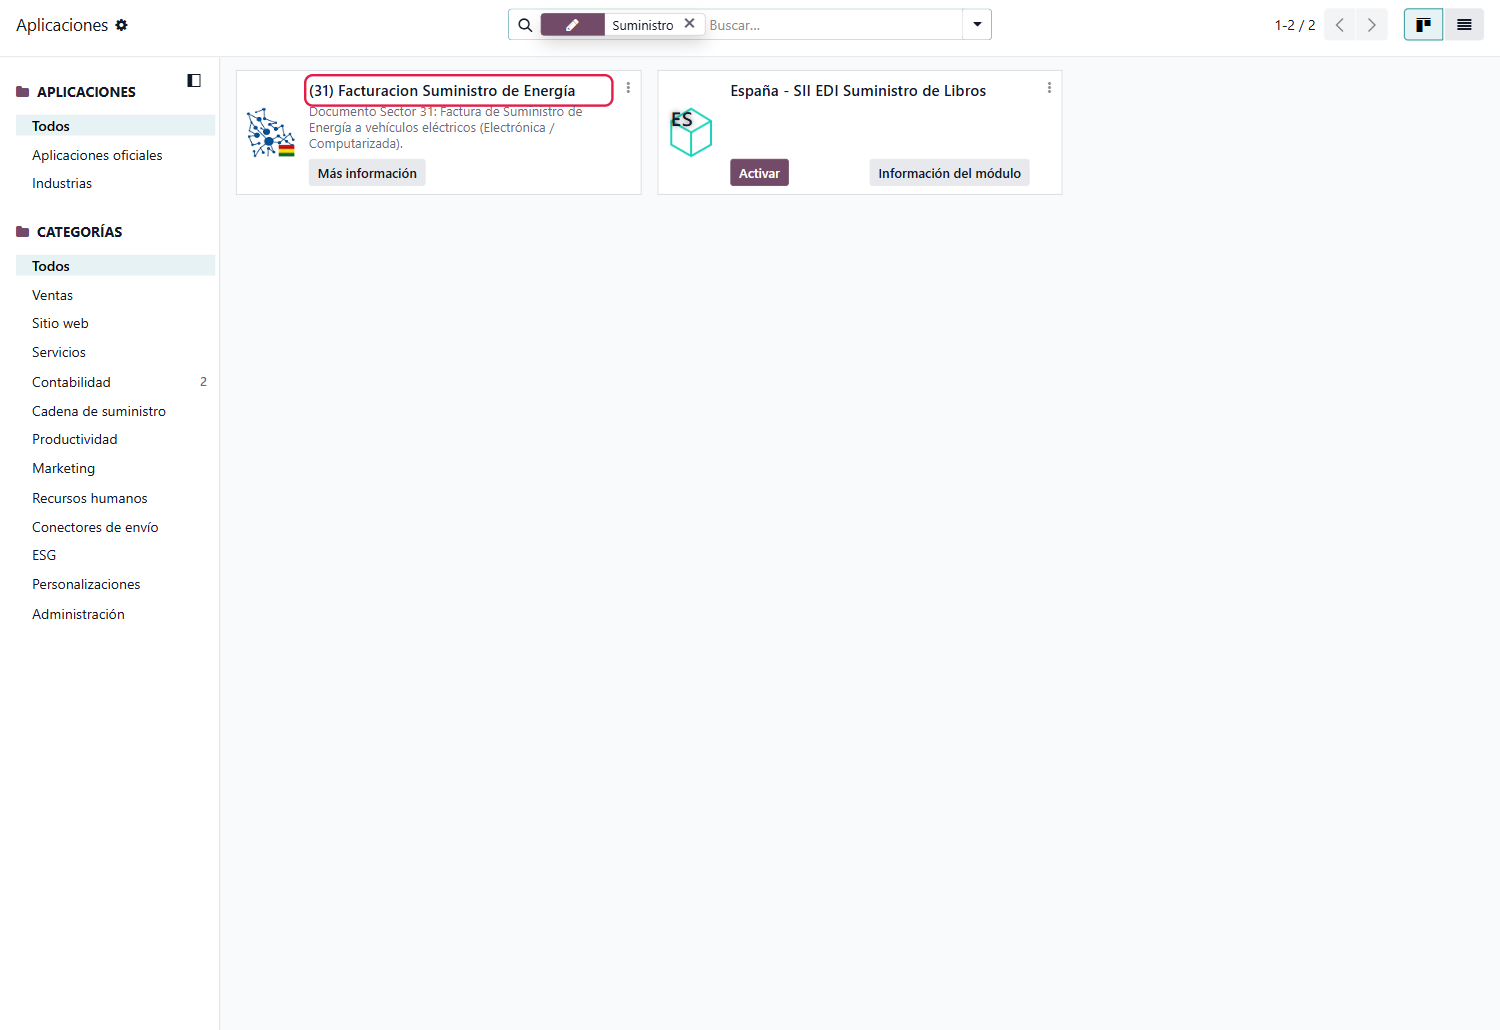 Aplicaciones
Suministro
Buscar...
1-2 / 2
APLICACIONES
Todos
Aplicaciones oficiales
Industrias
CATEGORÍAS
Todos
Ventas
Sitio web
Servicios
Contabilidad 2
Cadena de suministro
Productividad
Marketing
Recursos humanos
Conectores de envío
ESG
Personalizaciones
Administración
(31) Facturacion Suministro de Energía
Documento Sector 31: Factura de Suministro de
Energía a vehículos eléctricos (Electrónica /
Computarizada).
Más información
ES
España - SII EDI Suministro de Libros
Activar
Información del módulo